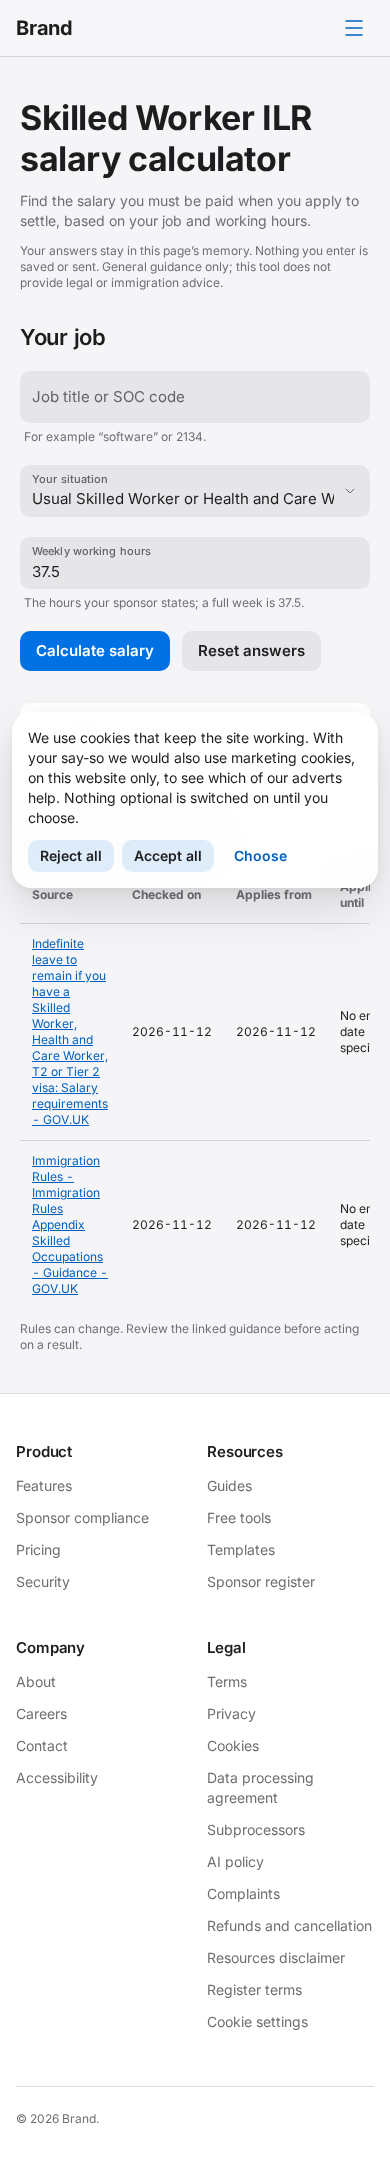 Brand
Skilled Worker ILR
salary calculator
Find the salary you must be paid when you apply to
settle, based on your job and working hours.
Your answers stay in this page’s memory. Nothing you enter is
saved or sent. General guidance only; this tool does not
provide legal or immigration advice.
Your job
Job title or SOC code
For example “software” or 2134.
Your situation
Usual Skilled Worker or Health and Care W
Weekly working hours
37.5
The hours your sponsor states; a full week is 37.5.
Calculate salary
Reset answers
We use cookies that keep the site working. With
your say-so we would also use marketing cookies,
on this website only, to see which of our adverts
help. Nothing optional is switched on until you
choose.
Reject all
Accept all
Choose
Source
Checked on
Applies from
until
Indefinite
leave to
remain if you
have a
Skilled
Worker,
Health and
Care Worker,
T2 or Tier 2
visa: Salary
requirements
- GOV.UK
2026-11-12
2026-11-12
No en
date
speci
Immigration
Rules -
Immigration
Rules
Appendix
Skilled
Occupations
- Guidance -
GOV.UK
2026-11-12
2026-11-12
No en
date
speci
Rules can change. Review the linked guidance before acting
on a result.
Product
Features
Sponsor compliance
Pricing
Security
Resources
Guides
Free tools
Templates
Sponsor register
Company
About
Careers
Contact
Accessibility
Legal
Terms
Privacy
Cookies
Data processing
agreement
Subprocessors
AI policy
Complaints
Refunds and cancellation
Resources disclaimer
Register terms
Cookie settings
© 2026 Brand.